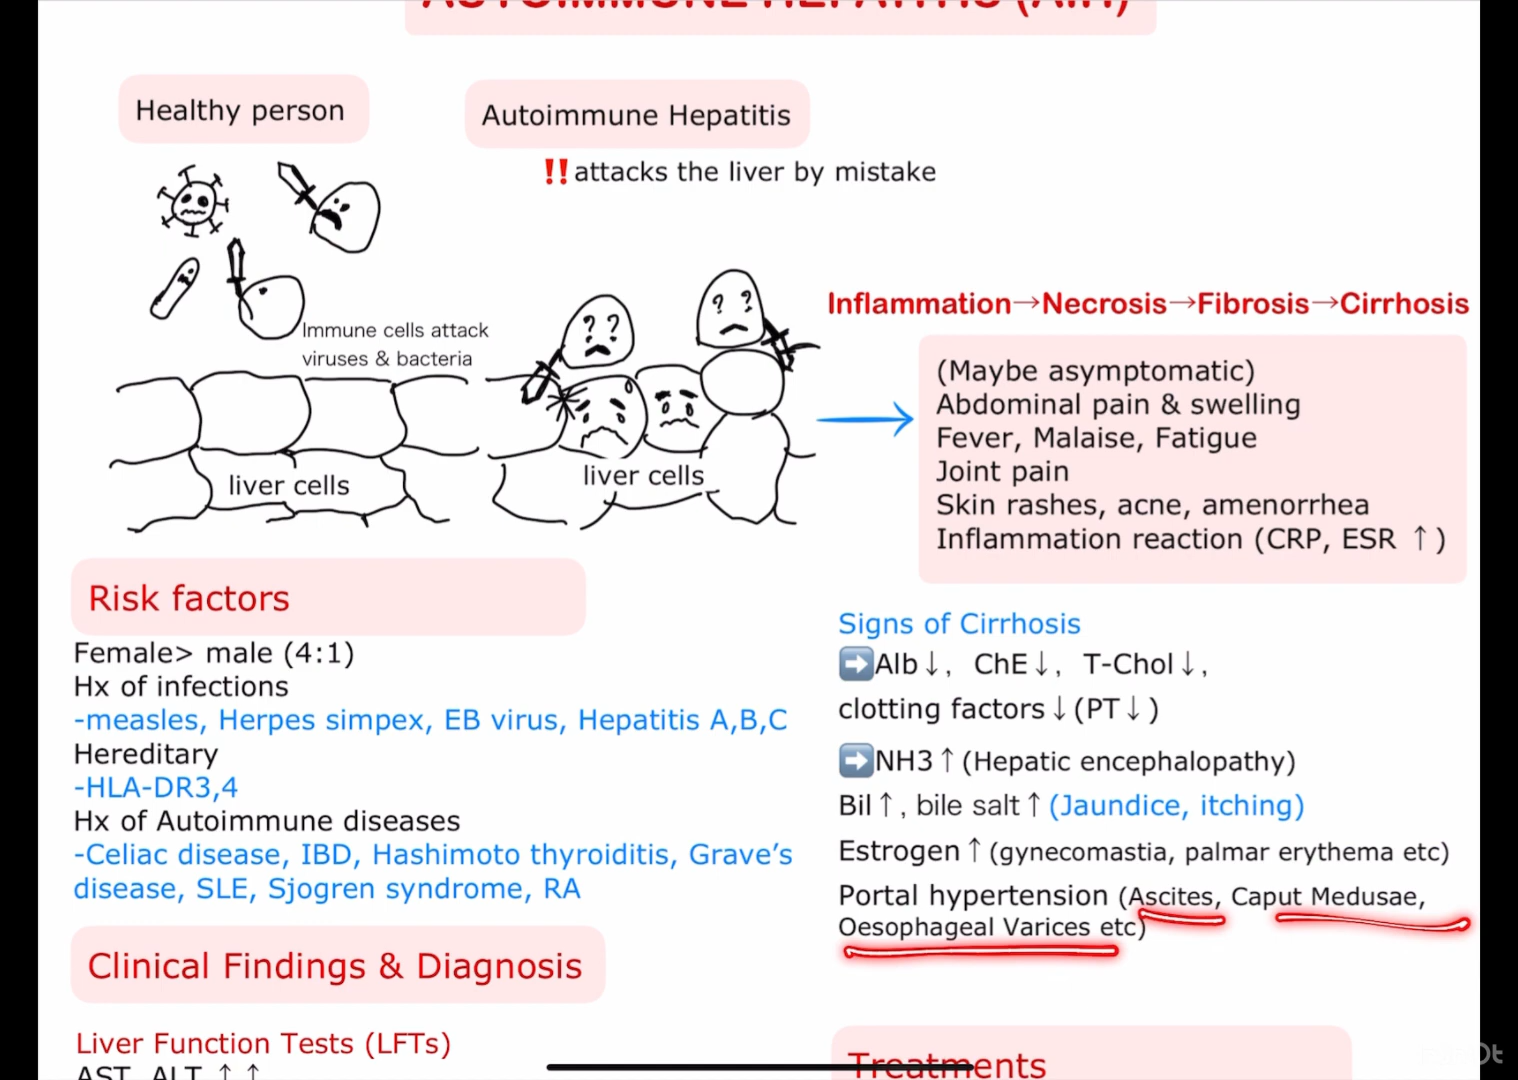 AUTOIMMUNE HEPATITIS (AIH)
Healthy person
Autoimmune Hepatitis
‼attacks the liver by mistake
Immune cells attack
viruses & bacteria
? ?
? ?
liver cells
liver cells
Inflammation→Necrosis→Fibrosis→Cirrhosis
(Maybe asymptomatic)
Abdominal pain & swelling
Fever, Malaise, Fatigue
Joint pain
Skin rashes, acne, amenorrhea
Inflammation reaction (CRP, ESR ↑)
Risk factors
Female> male (4:1)
Hx of infections
-measles, Herpes simpex, EB virus, Hepatitis A,B,C
Hereditary
-HLA-DR3,4
Hx of Autoimmune diseases
-Celiac disease, IBD, Hashimoto thyroiditis, Grave's
disease, SLE, Sjogren syndrome, RA
Signs of Cirrhosis
➡Alb↓, ChE↓, T-Chol↓,
clotting factors↓(PT↓)
➡NH3↑(Hepatic encephalopathy)
Bil↑, bile salt↑(Jaundice, itching)
Estrogen↑(gynecomastia, palmar erythema etc)
Portal hypertension (Ascites, Caput Medusae,
Oesophageal Varices etc)
Clinical Findings & Diagnosis
Liver Function Tests (LFTs)
AST, ALT ↑ ↑
Treatments